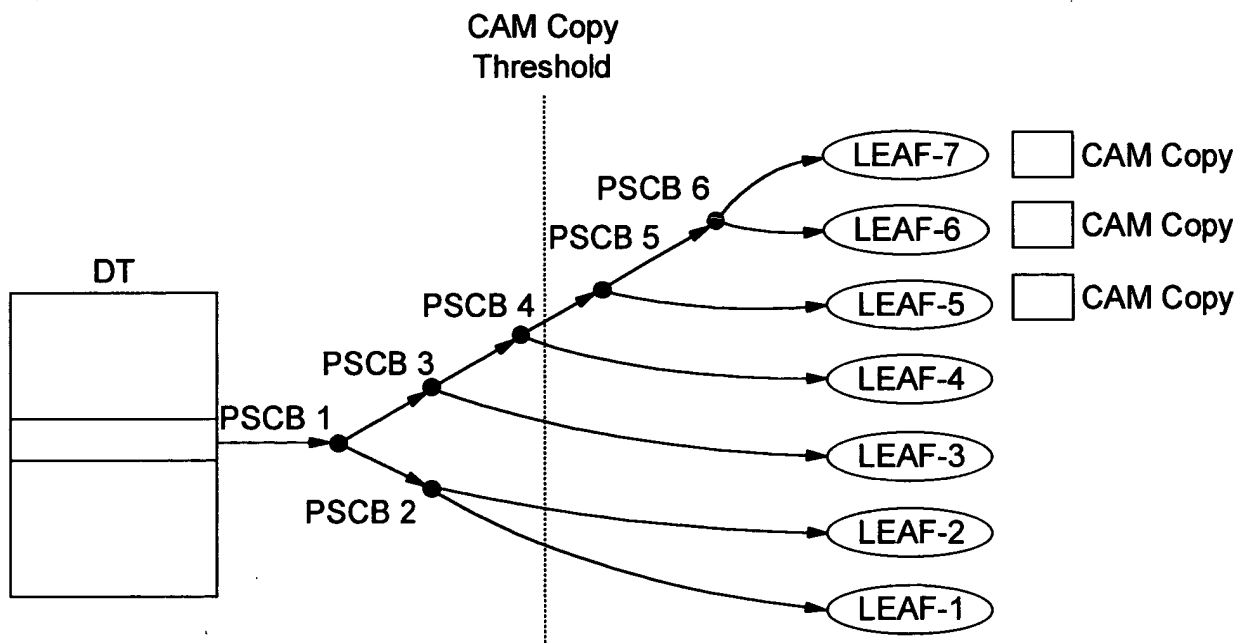 CAM Copy
Threshold
LEAF-7
CAM Copy
PSCB 6
LEAF-6
CAM Copy
PSCB 5
DT
LEAF-5
CAM Copy
PSCB 4
PSCB 3
LEAF-4
PSCB 1
LEAF-3
PSCB 2
LEAF-2
LEAF-1